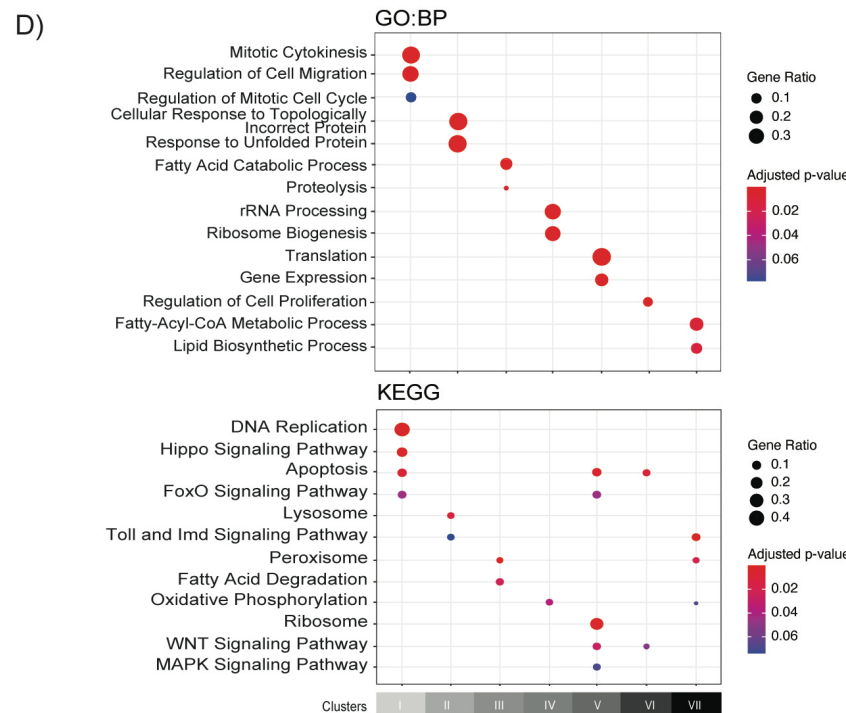 D)
GO:BP
Mitotic Cytokinesis
Regulation of Cell Migration
Regulation of Mitotic Cell Cycle
Cellular Response to Topologically
Incorrect Protein
Response to Unfolded Protein
Fatty Acid Catabolic Process
Proteolysis
rRNA Processing
Ribosome Biogenesis
Translation
Gene Expression
Regulation of Cell Proliferation
Fatty-Acyl-CoA Metabolic Process
Lipid Biosynthetic Process
Gene Ratio
0.1
0.2
0.3
Adjusted p-value
0.02
0.04
0.06
KEGG
DNA Replication
Hippo Signaling Pathway
Apoptosis
FoxO Signaling Pathway
Lysosome
Toll and Imd Signaling Pathway
Peroxisome
Fatty Acid Degradation
Oxidative Phosphorylation
Ribosome
WNT Signaling Pathway
MAPK Signaling Pathway
Gene Ratio
0.1
0.2
0.3
0.4
Adjusted p-value
0.02
0.04
0.06
Clusters I II III IV V VI VII